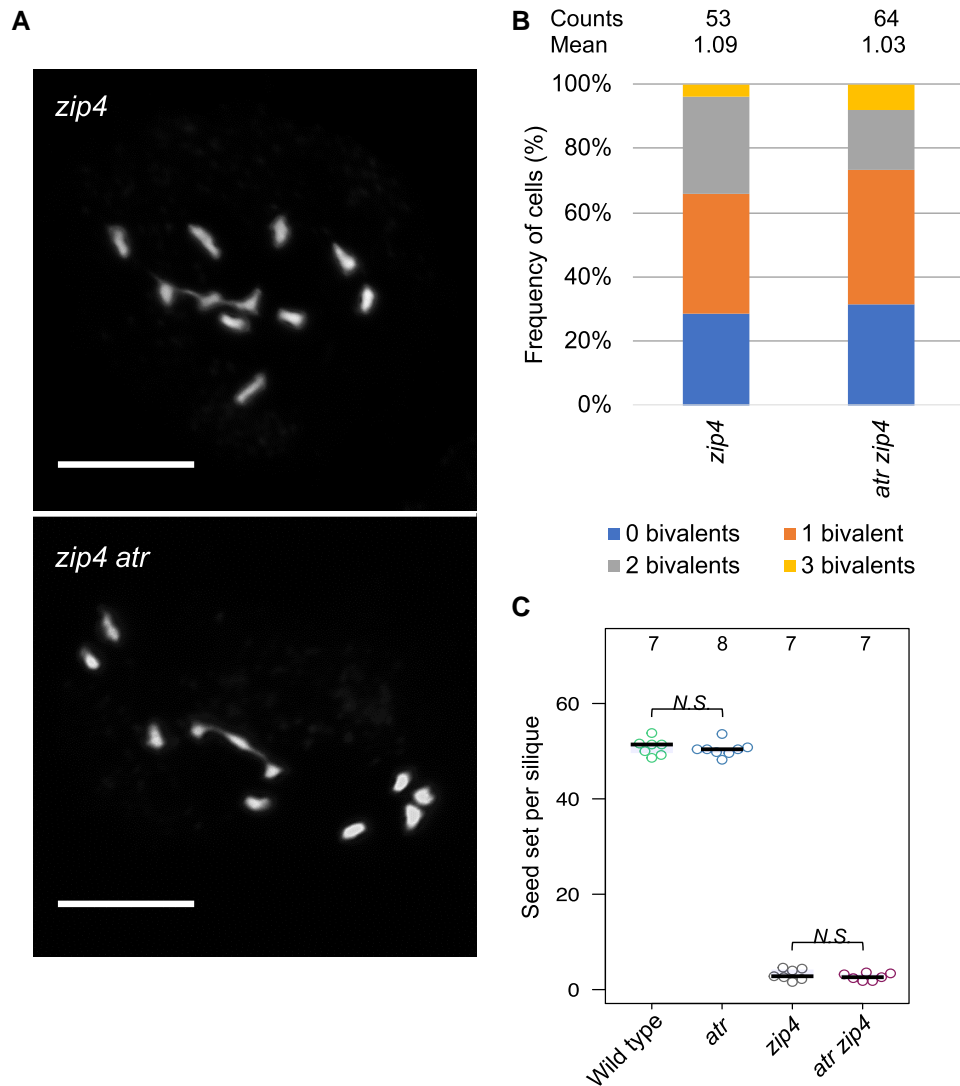 A
zip4
zip4 atr
B
Counts 53 64
Mean 1.09 1.03
Frequency of cells (%)
100%
80%
60%
40%
20%
0%
zip4
atr zip4
0 bivalents 1 bivalent
2 bivalents 3 bivalents
C
7 8 7 7
Seed set per silique
60
40
20
0
N.S.
N.S.
Wild type
atr
zip4
atr zip4